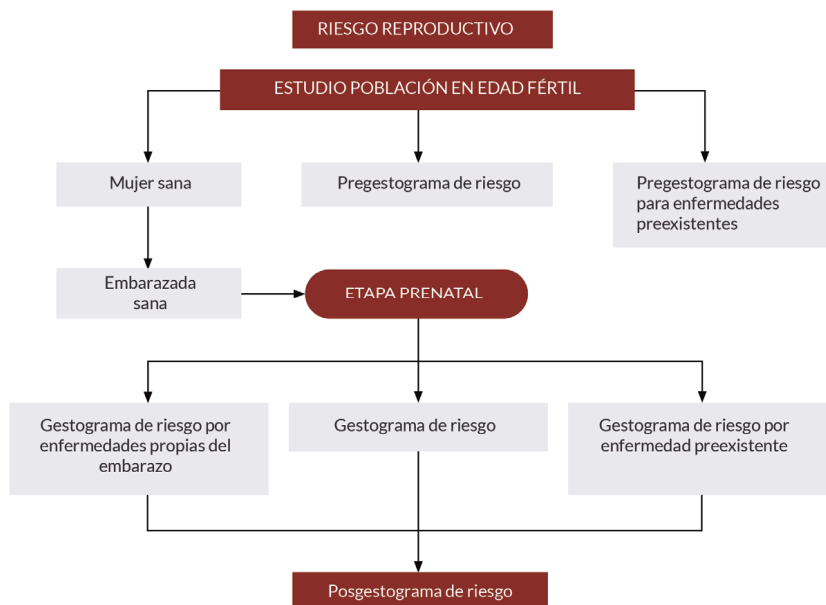 RIESGO REPRODUCTIVO
ESTUDIO POBLACIÓN EN EDAD FÉRTIL
Mujer sana
Pregestograma de riesgo
Pregestograma de riesgo
para enfermedades
preexistentes
Embarazada
sana
ETAPA PRENATAL
Gestograma de riesgo por
enfermedades propias del
embarazo
Gestograma de riesgo
Gestograma de riesgo por
enfermedad preexistente
Posgestograma de riesgo